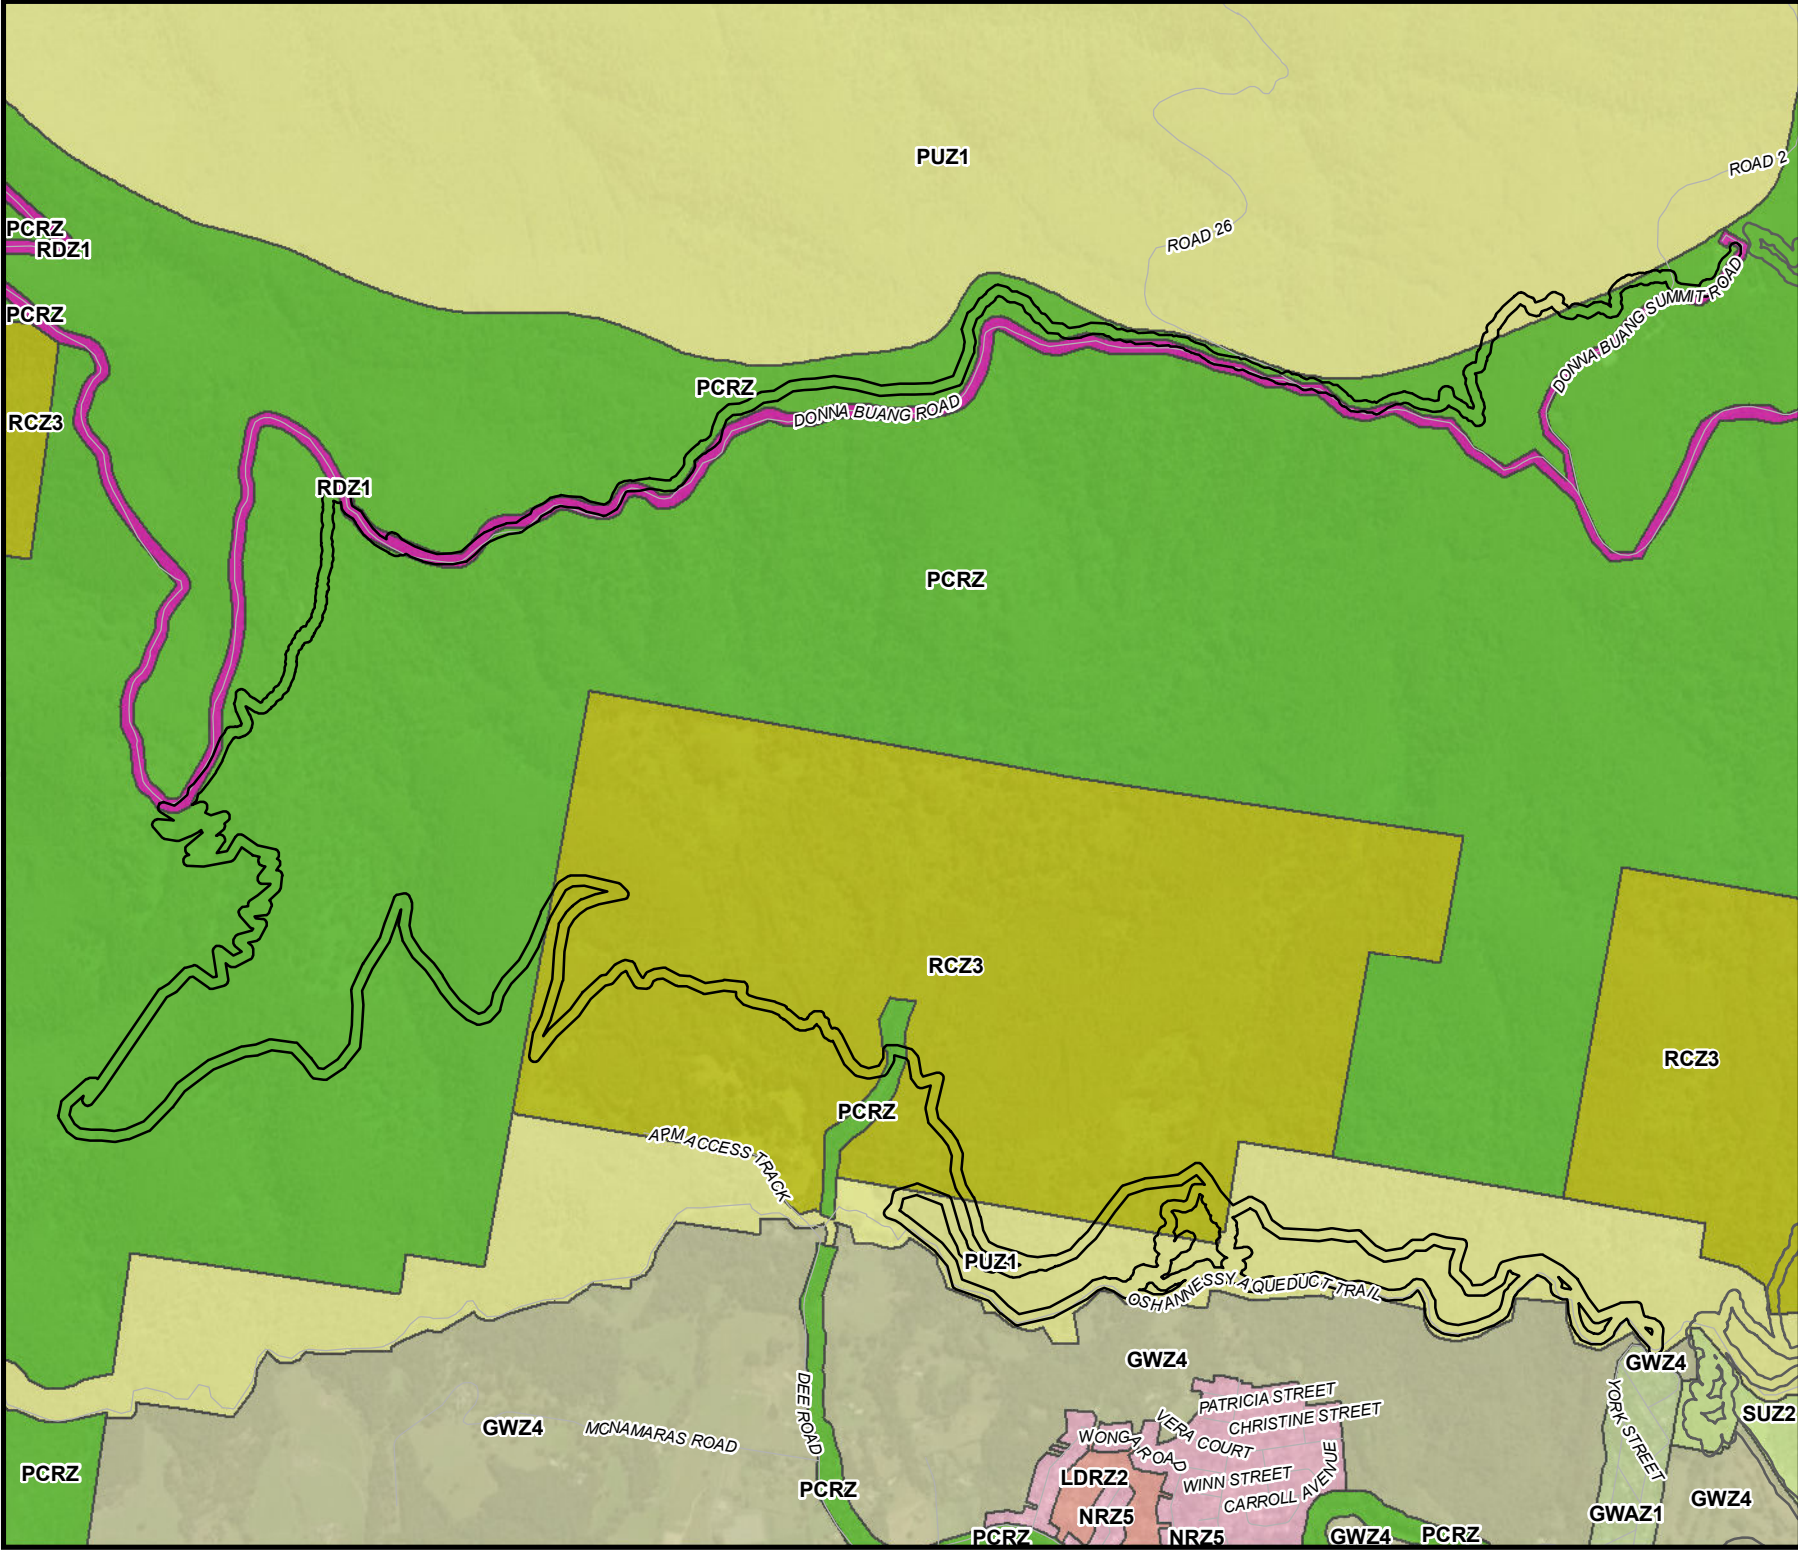 PUZ1
ROAD 2
PCRZ
RDZ1
ROAD 26
DONNA BUANG SUMMIT ROAD
PCRZ
PCRZ
DONNA BUANG ROAD
RCZ3
RDZ1
PCRZ
RCZ3
RCZ3
PCRZ
APM ACCESS TRACK
PUZ1
OSHANNESSY AQUEDUCT TRAIL
GWZ4
GWZ4
DEE ROAD
PATRICIA STREET
YORK STREET
CHRISTINE STREET
SUZ2
GWZ4
MCNAMARAS ROAD
WONGA ROAD
VERA COURT
PCRZ
LDRZ2
WINN STREET
CARROLL AVENUE
PCRZ
GWZ4
NRZ5
GWAZ1
PCRZ
NRZ5
GWZ4
PCRZ